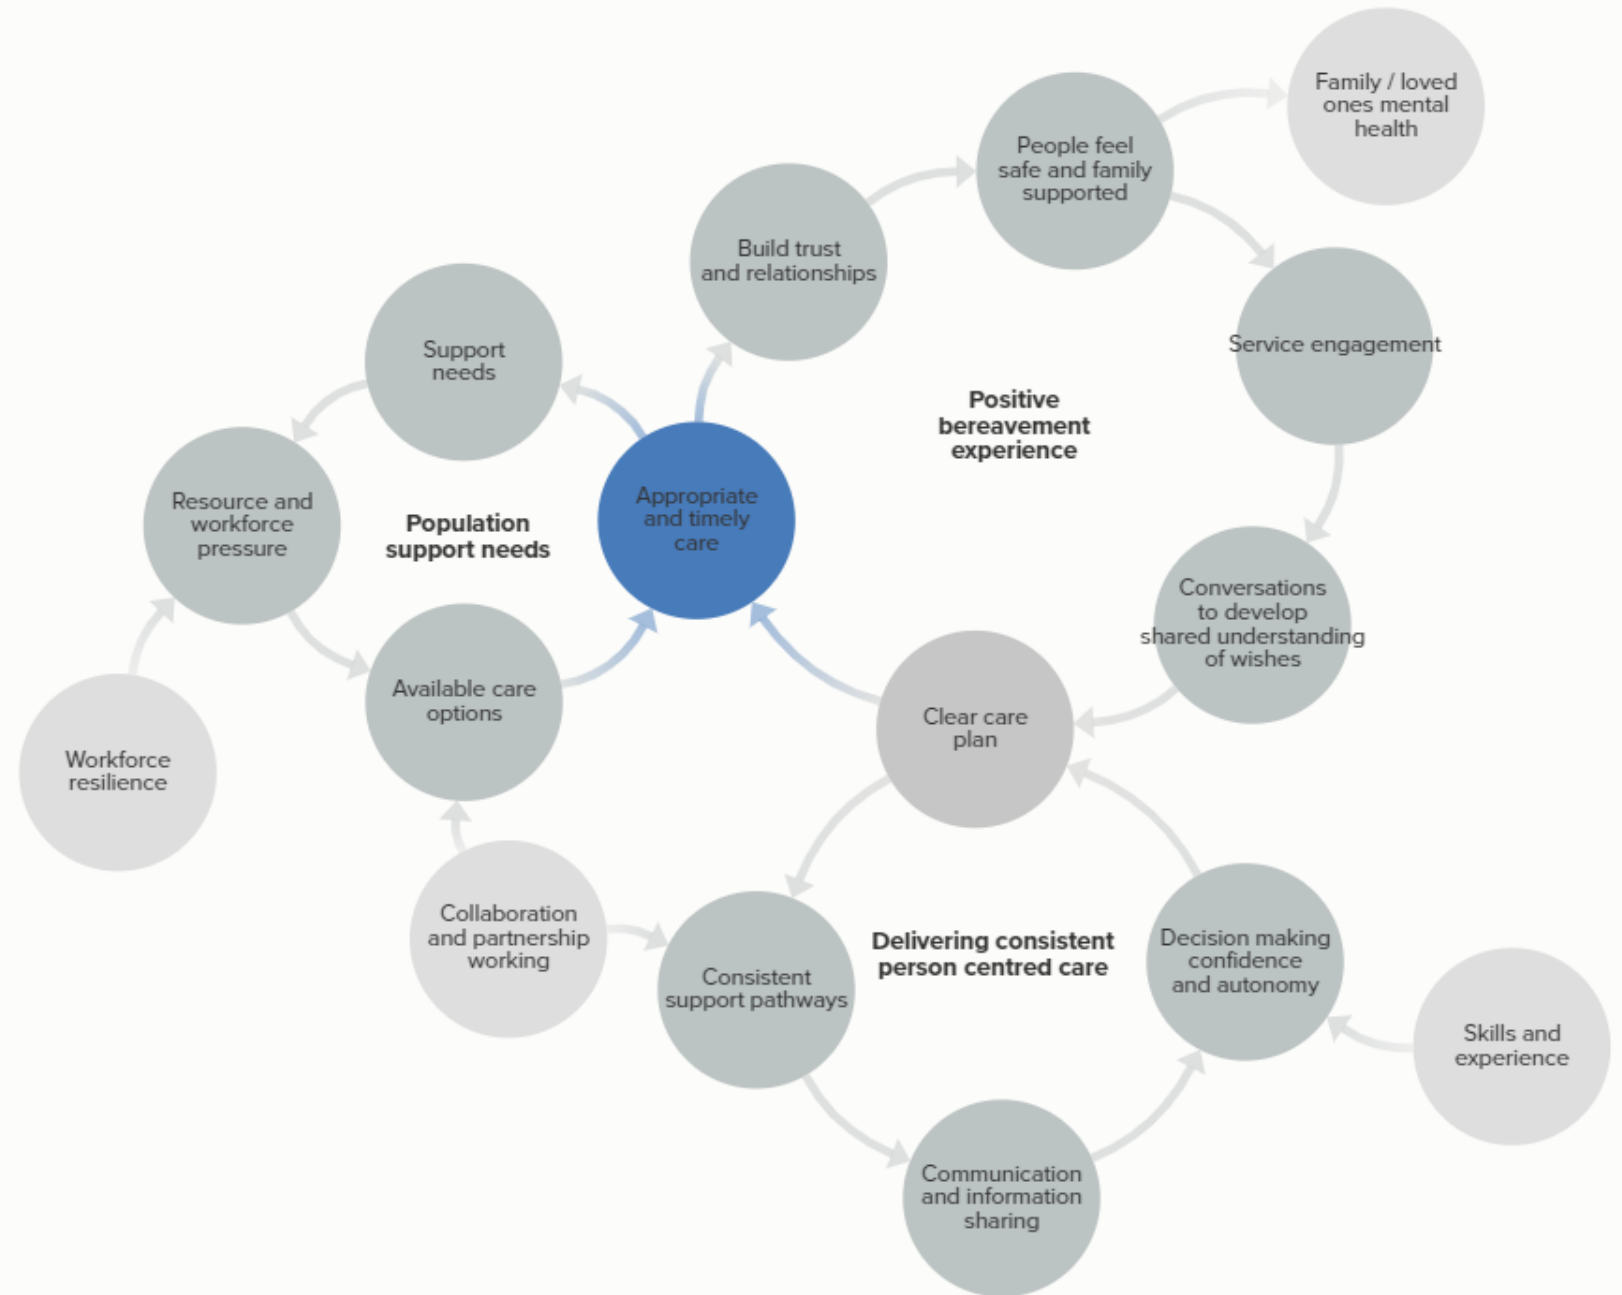 Family / loved
ones mental
health
People feel
safe and family
supported
Build trust
and relationships
Support
needs
Service engagement
Positive
bereavement
experience
Resource and
workforce
pressure
Population
support needs
Appropriate
and timely
care
Conversations
to develop
shared understanding
of wishes
Available care
options
Clear care
plan
Workforce
resilience
Collaboration
and partnership
working
Delivering consistent
person centred care
Decision making
confidence
and autonomy
Consistent
support pathways
Skills and
experience
Communication
and information
sharing